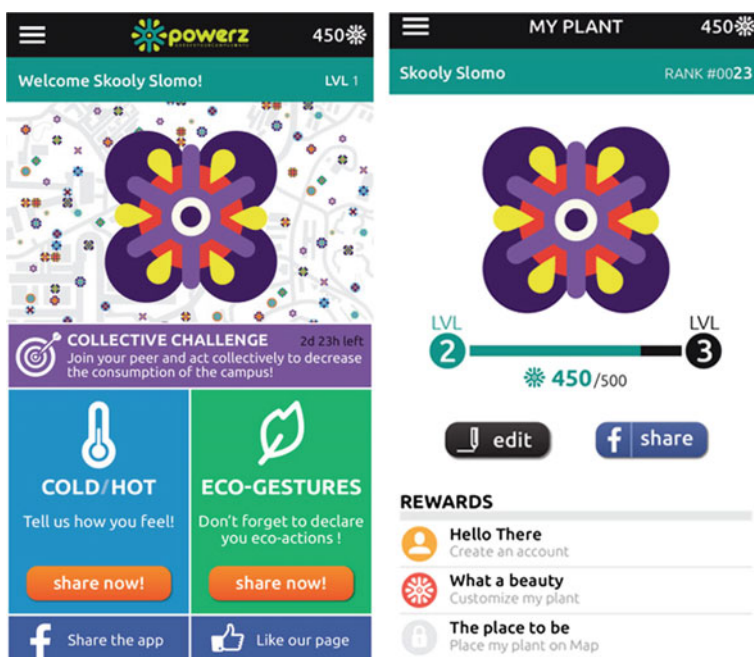 powerz
450
Welcome Skooly Slomo!
LVL 1
COLLECTIVE CHALLENGE
2d 23h left
Join your peer and act collectively to decrease
the consumption of the campus!
COLD/HOT
Tell us how you feel!
share now!
ECO-GESTURES
Don't forget to declare
you eco-actions !
share now!
Share the app
Like our page
MY PLANT
450
Skooly Slomo
RANK #0023
LVL
2
LVL
3
450/500
edit
f share
REWARDS
Hello There
Create an account
What a beauty
Customize my plant
The place to be
Place my plant on Map